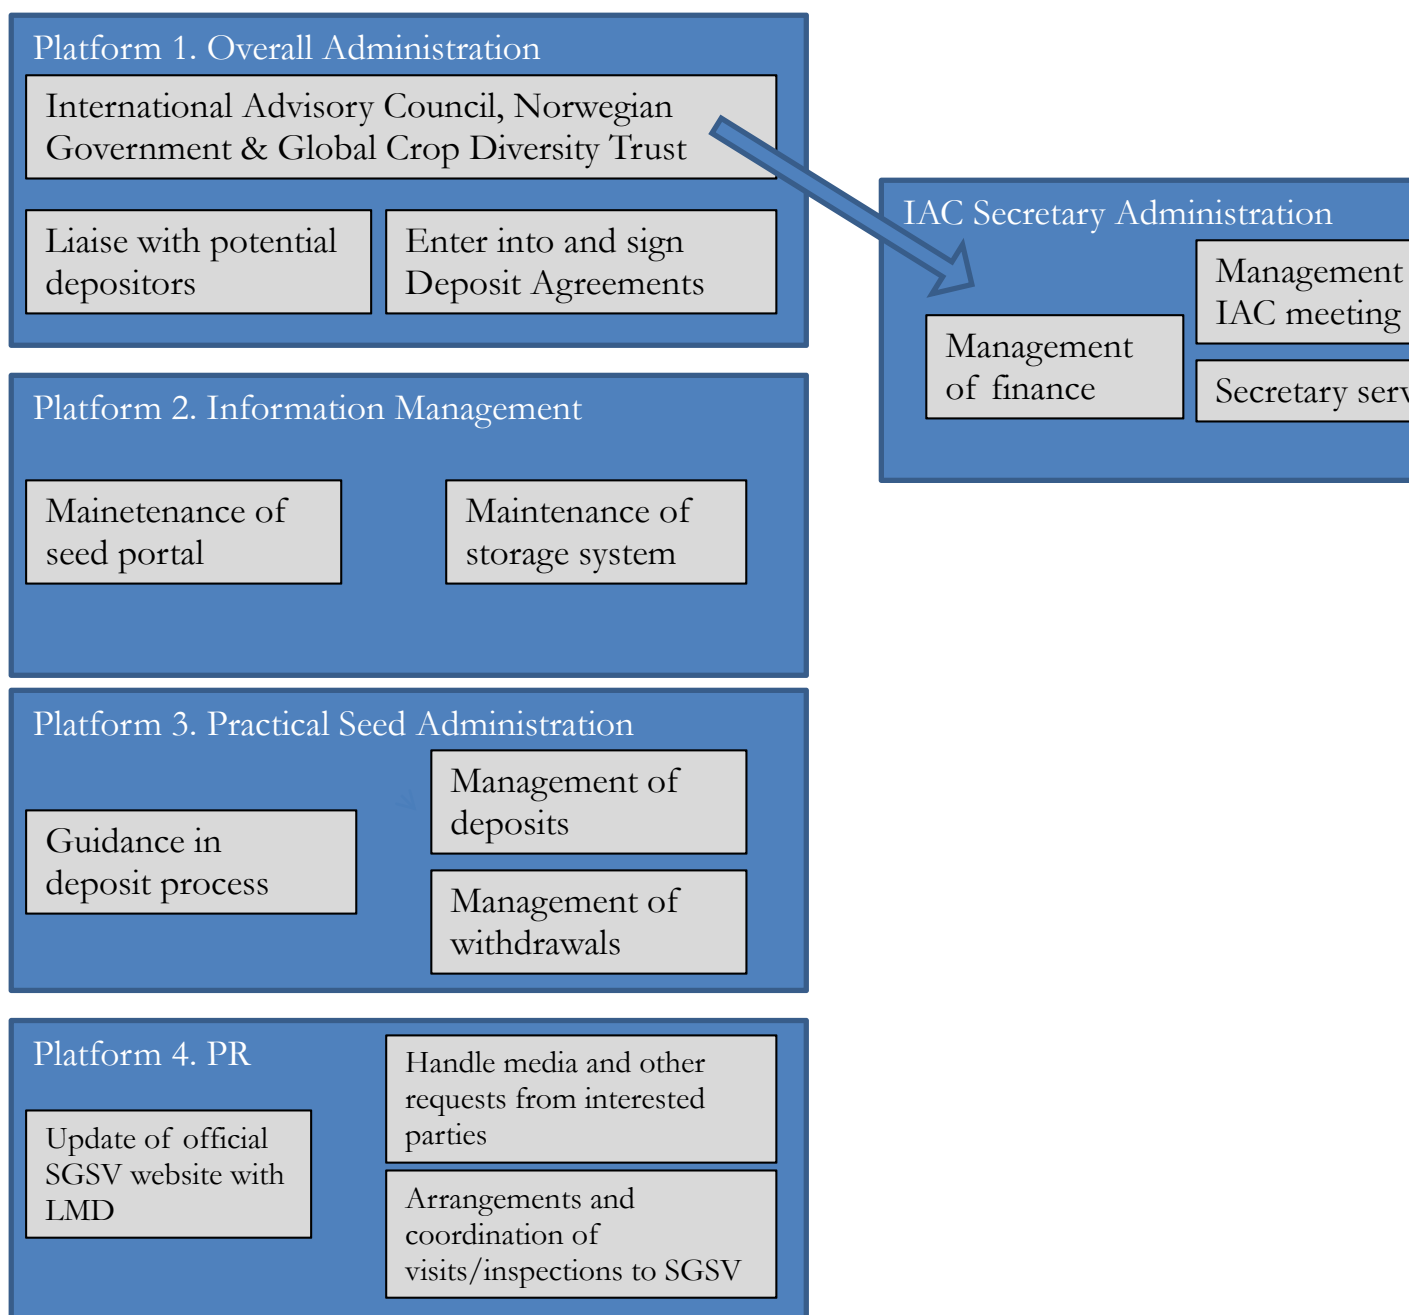 Platform 1. Overall Administration
International Advisory Council, Norwegian
Government & Global Crop Diversity Trust
Liaise with potential
depositors
Enter into and sign
Deposit Agreements
IAC Secretary Administration
Management
IAC meeting
Management
of finance
Secretary serv
Platform 2. Information Management
Mainetenance of
seed portal
Maintenance of
storage system
Platform 3. Practical Seed Administration
Guidance in
deposit process
Management of
deposits
Management of
withdrawals
Platform 4. PR
Update of official
SGSV website with
LMD
Handle media and other
requests from interested
parties
Arrangements and
coordination of
visits/inspections to SGSV